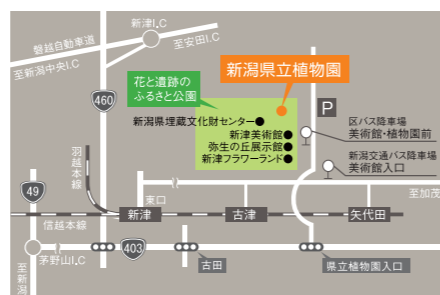 新津I.C
磐越自動車道
至安田I.C
至新潟中央I.C
花と遺跡の
ふるさと公園
新潟県立植物園
460
P
新潟県埋蔵文化財センター●
新津美術館●
弥生の丘展示館●
新津フラワーランド●
区バス降車場
美術館・植物園前
新潟交通バス降車場
美術館入口
羽越本線
49
東口
至加茂
新津
古津
矢代田
信越本線
403
茅野山I.C
古田
県立植物園入口
至新潟